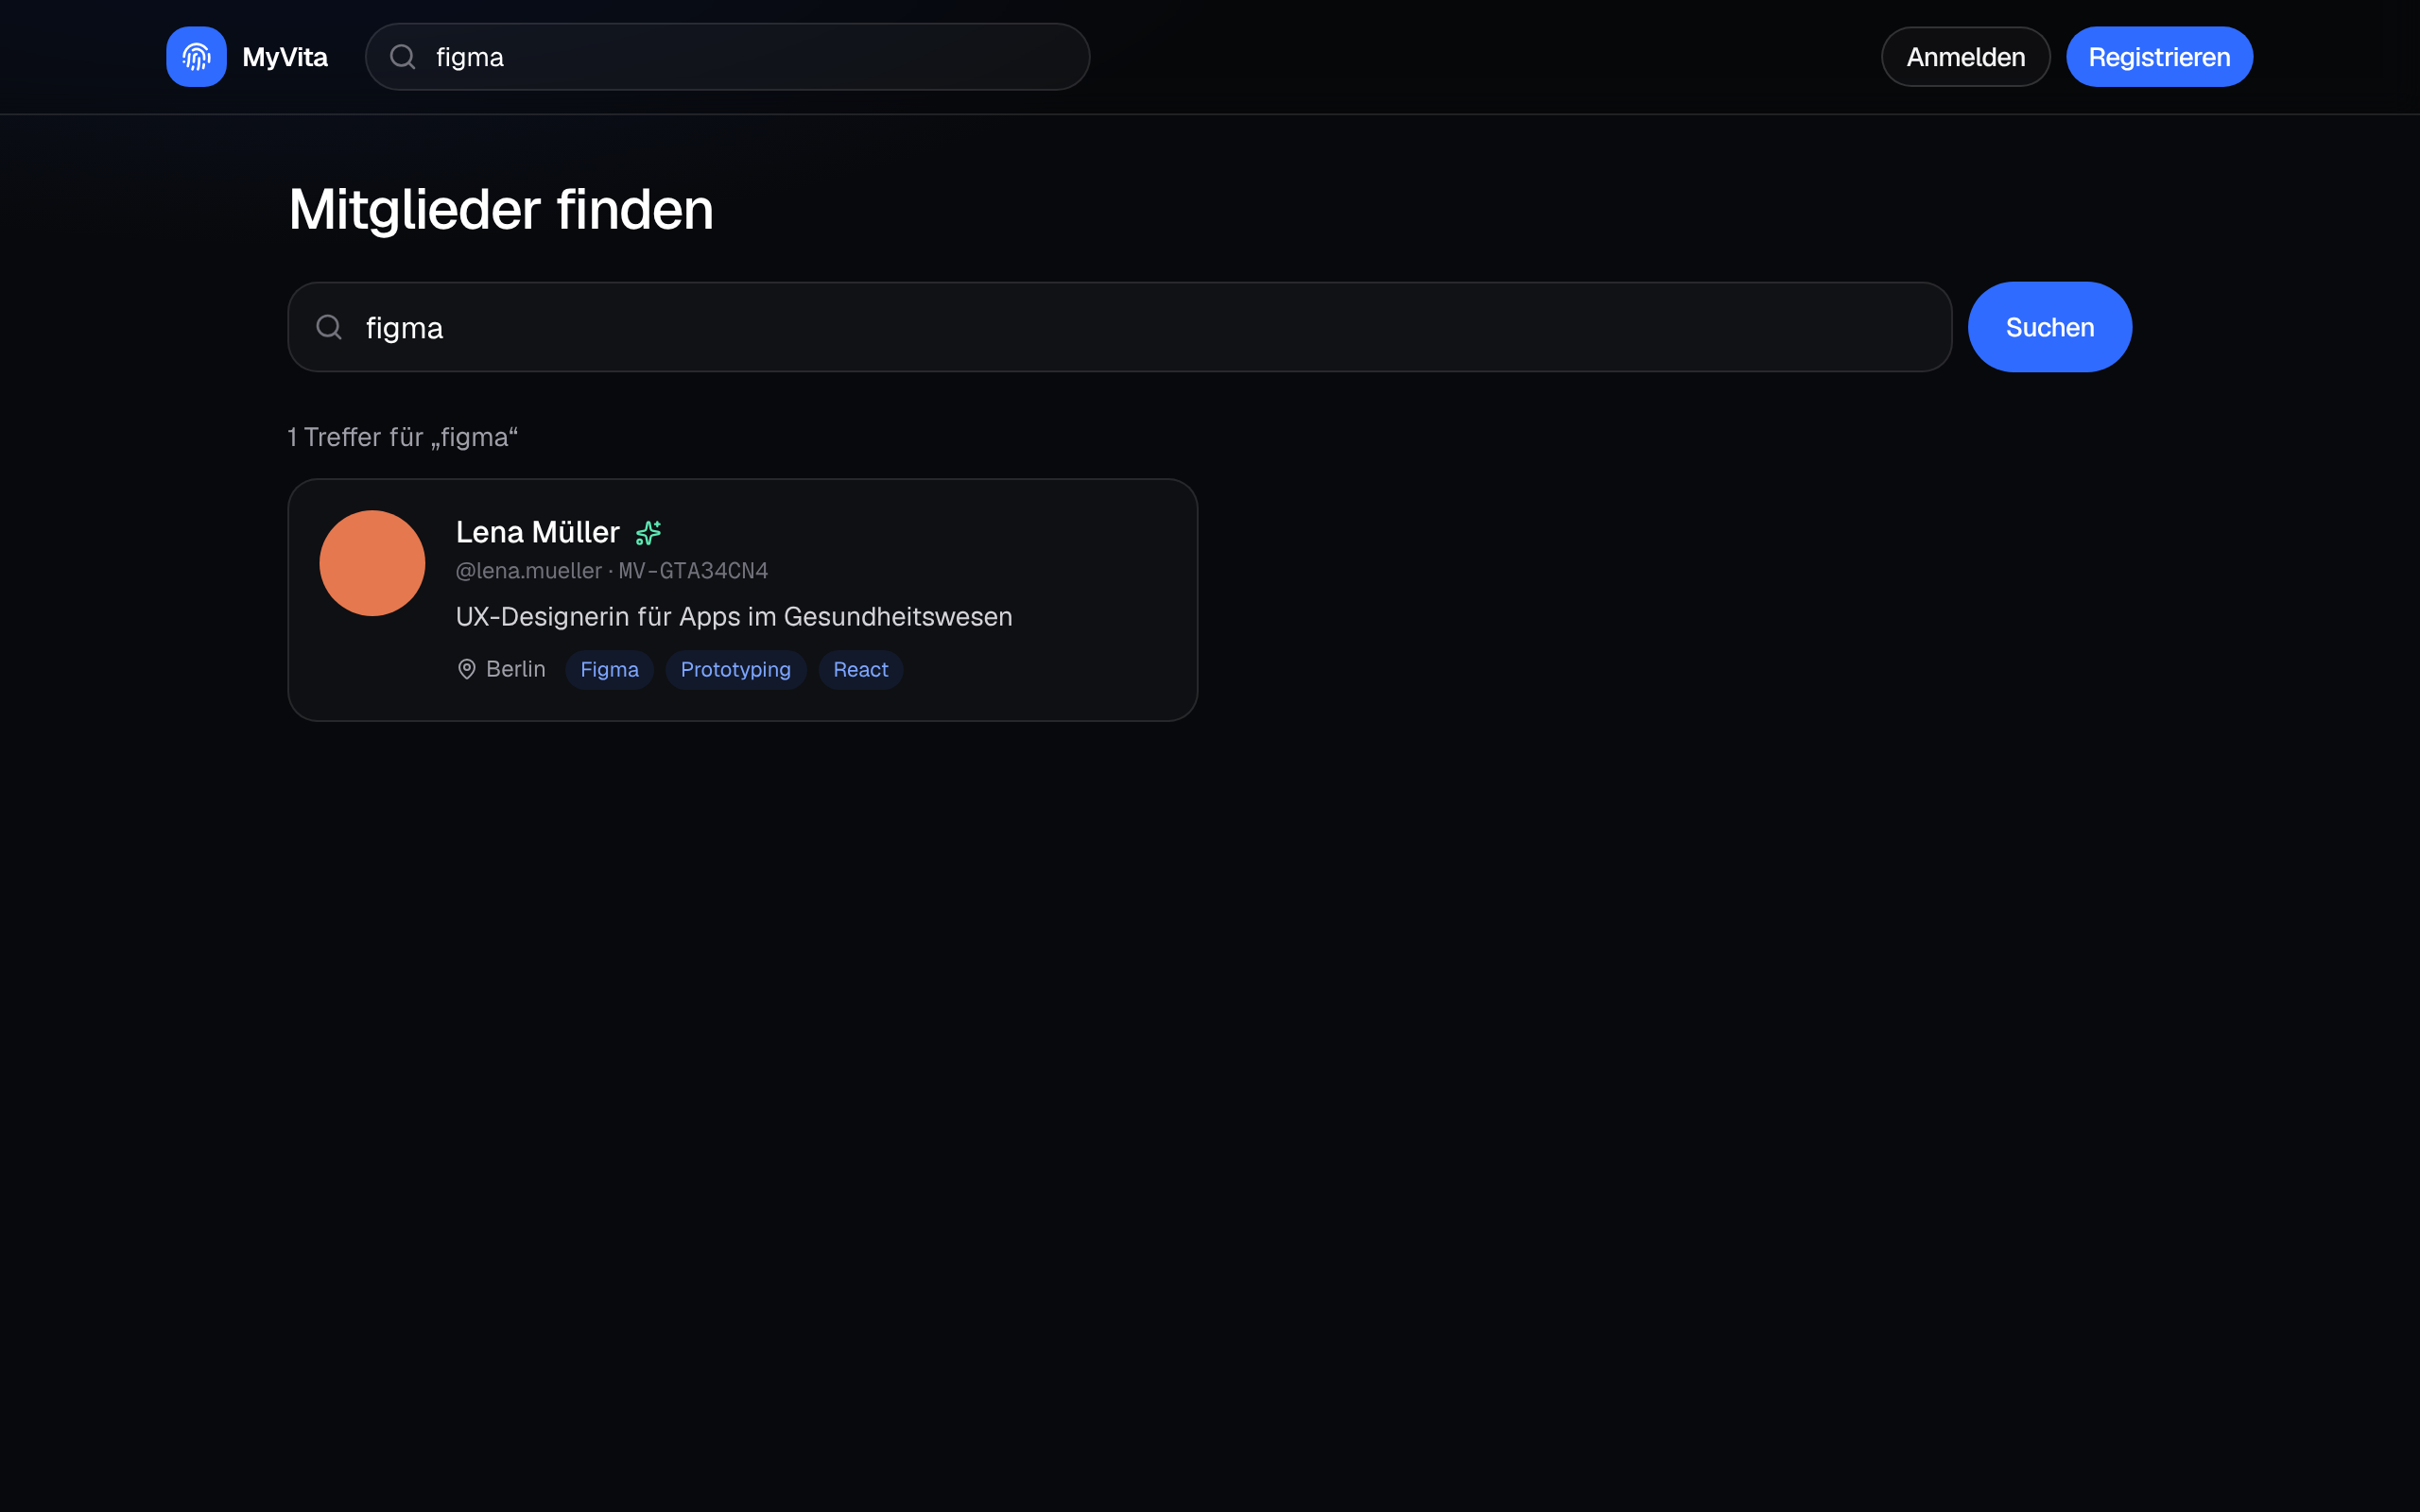 MyVita
figma
Anmelden
Registrieren
Mitglieder finden
figma
Suchen
1 Treffer für „figma“
Lena Müller
@lena.mueller · MV-GTA34CN4
UX-Designerin für Apps im Gesundheitswesen
Berlin Figma Prototyping React